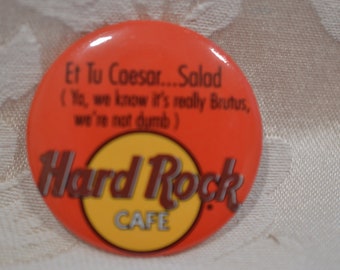 Et Tu Caesar...Salad
( Ya, we know it's really Brutus,
we're not dumb )
Hard Rock
CAFE
®